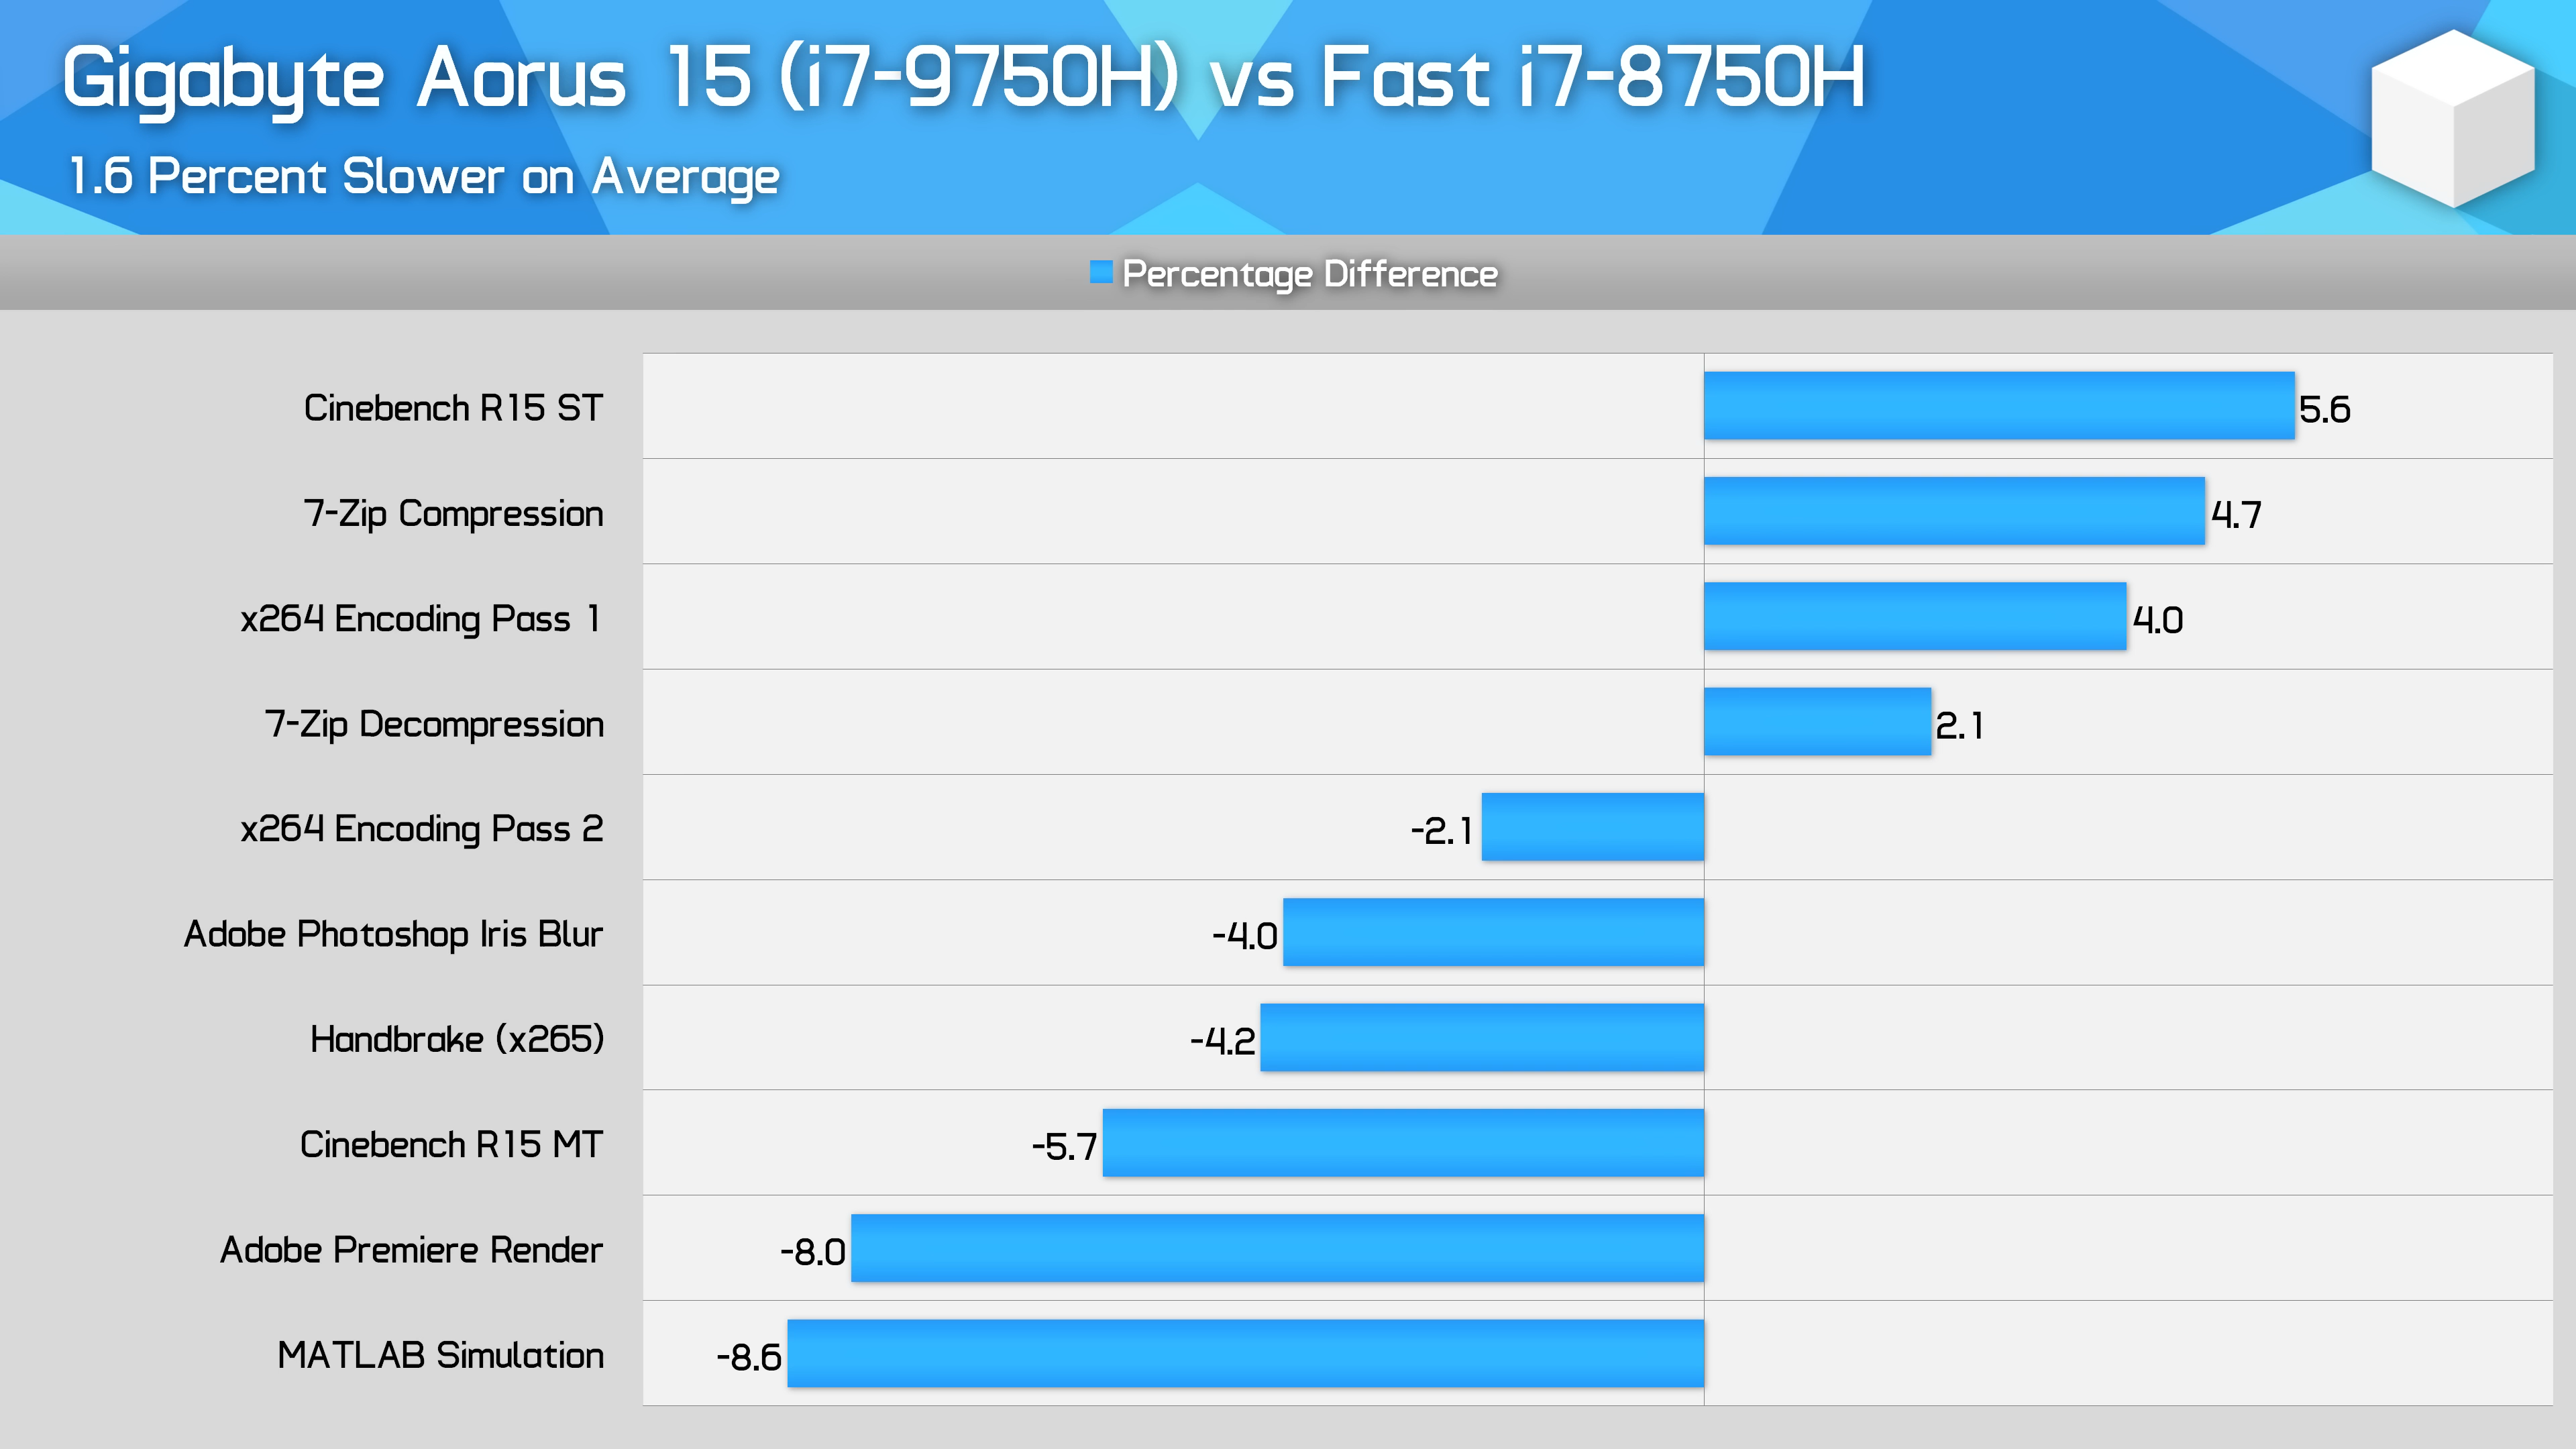 Gigabyte Aorus 15 (i7-9750H) vs Fast i7-8750H
1.6 Percent Slower on Average
Percentage Difference
Cinebench R15 ST 5.6
7-Zip Compression 4.7
x264 Encoding Pass 1 4.0
7-Zip Decompression 2.1
x264 Encoding Pass 2 -2.1
Adobe Photoshop Iris Blur -4.0
Handbrake (x265) -4.2
Cinebench R15 MT -5.7
Adobe Premiere Render -8.0
MATLAB Simulation -8.6